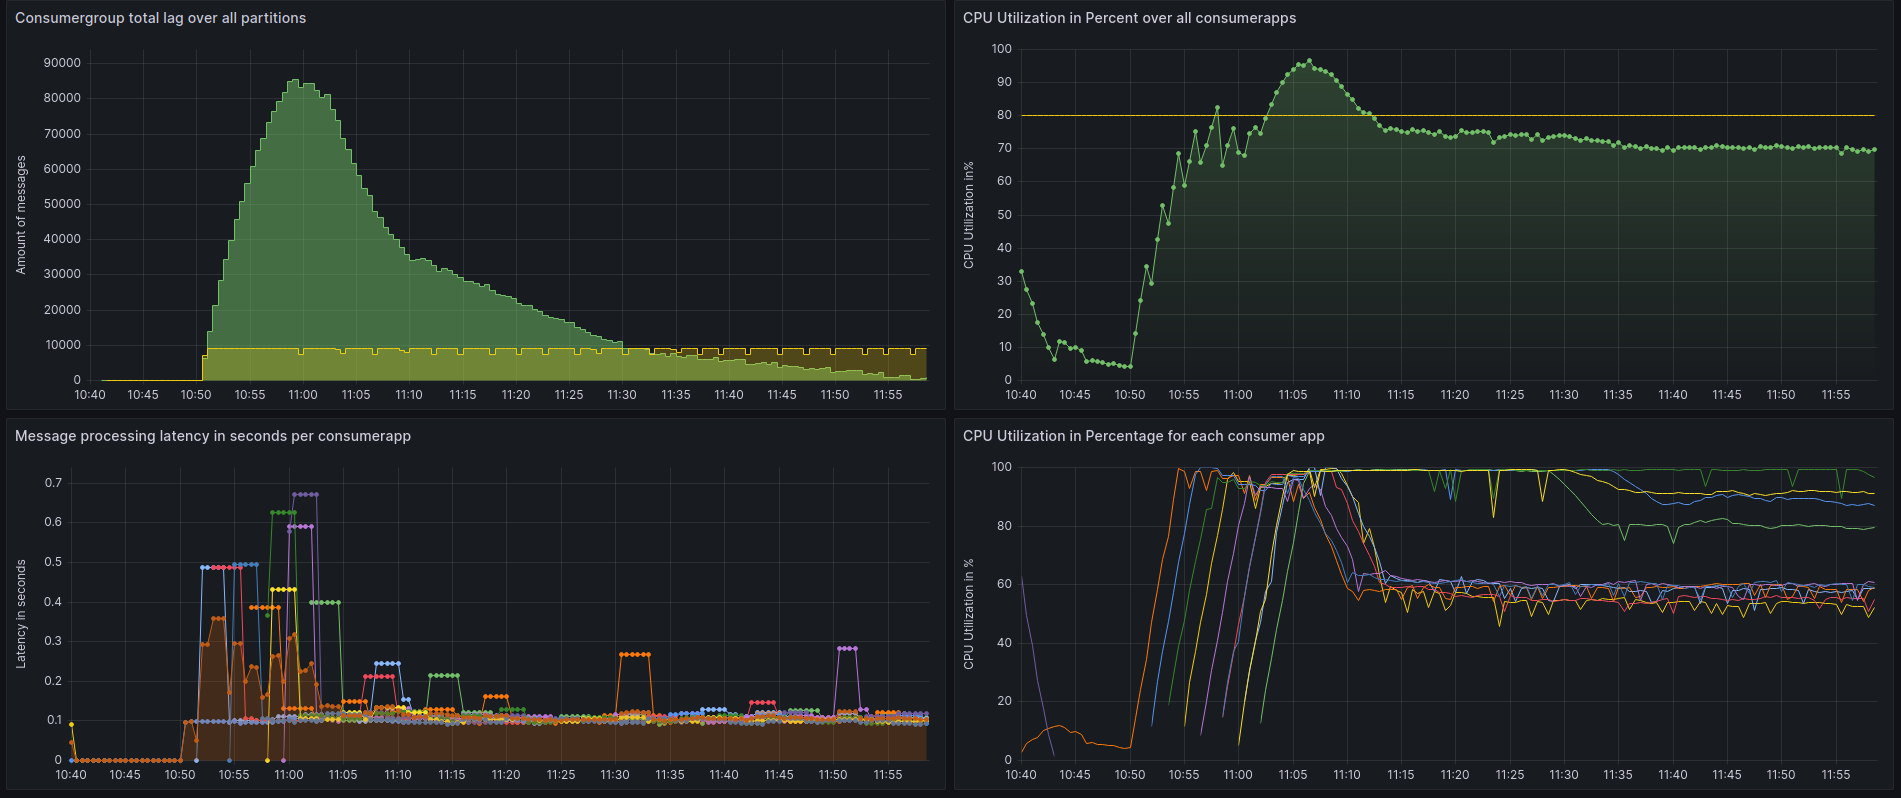 Consumergroup total lag over all partitions
Amount of messages
90000
80000
70000
60000
50000
40000
30000
20000
10000
0
10:40 10:45 10:50 10:55 11:00 11:05 11:10 11:15 11:20 11:25 11:30 11:35 11:40 11:45 11:50 11:55
CPU Utilization in Percent over all consumerapps
CPU Utilization in%
100
90
80
70
60
50
40
30
20
10
0
10:40 10:45 10:50 10:55 11:00 11:05 11:10 11:15 11:20 11:25 11:30 11:35 11:40 11:45 11:50 11:55
Message processing latency in seconds per consumerapp
Latency in seconds
0.7
0.6
0.5
0.4
0.3
0.2
0.1
0
10:40 10:45 10:50 10:55 11:00 11:05 11:10 11:15 11:20 11:25 11:30 11:35 11:40 11:45 11:50 11:55
CPU Utilization in Percentage for each consumer app
CPU Utilization in %
100
80
60
40
20
0
10:40 10:45 10:50 10:55 11:00 11:05 11:10 11:15 11:20 11:25 11:30 11:35 11:40 11:45 11:50 11:55